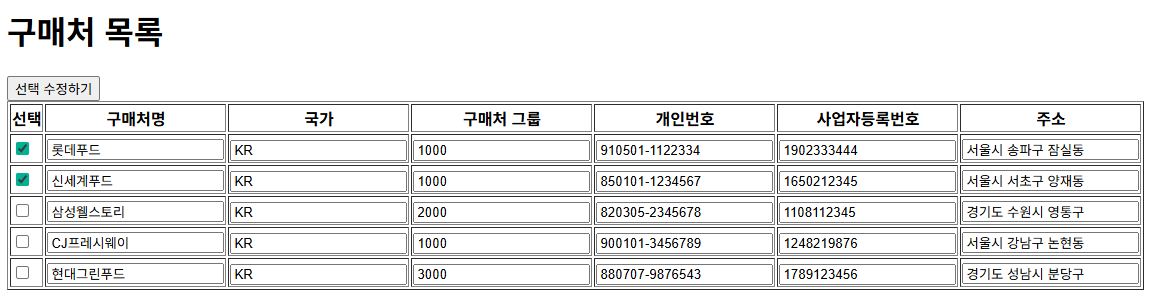 구매처 목록
선택 수정하기
선택 구매처명 국가 구매처 그룹 개인번호 사업자등록번호 주소
롯데푸드 KR 1000 910501-1122334 1902333444 서울시 송파구 잠실동
신세계푸드 KR 1000 850101-1234567 1650212345 서울시 서초구 양재동
삼성웰스토리 KR 2000 820305-2345678 1108112345 경기도 수원시 영통구
CJ프레시웨이 KR 1000 900101-3456789 1248219876 서울시 강남구 논현동
현대그린푸드 KR 3000 880707-9876543 1789123456 경기도 성남시 분당구